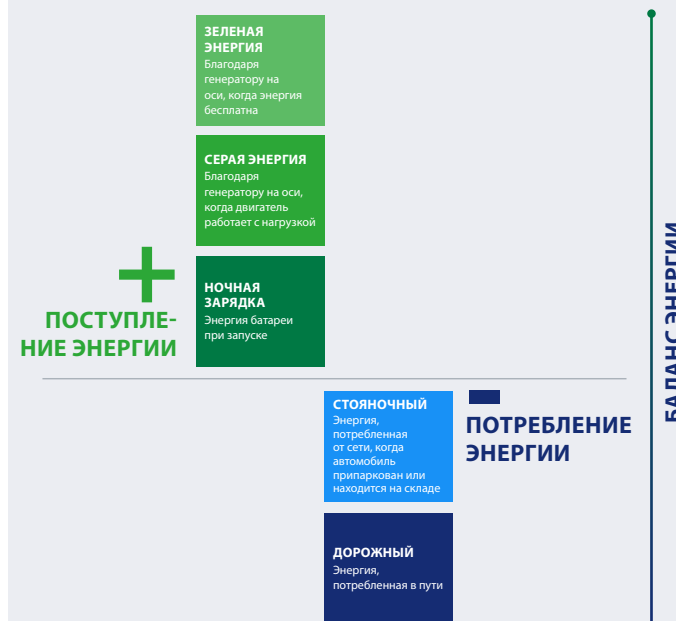 ЗЕЛЕНАЯ
ЭНЕРГИЯ
Благодаря
генератору на
оси, когда энергия
бесплатна
СЕРАЯ ЭНЕРГИЯ
Благодаря
генератору на оси,
когда двигатель
работает с нагрузкой
НОЧНАЯ
ЗАРЯДКА
Энергия батареи
при запуске
+
ПОСТУПЛЕ-
НИЕ ЭНЕРГИИ
СТОЯНОЧНЫЙ
Энергия,
потребленная
от сети, когда
автомобиль
припаркован или
находится на складе
ПОТРЕБЛЕНИЕ
ЭНЕРГИИ
ДОРОЖНЫЙ
Энергия,
потребленная в пути
БАЛАНС ЭНЕРГИИ